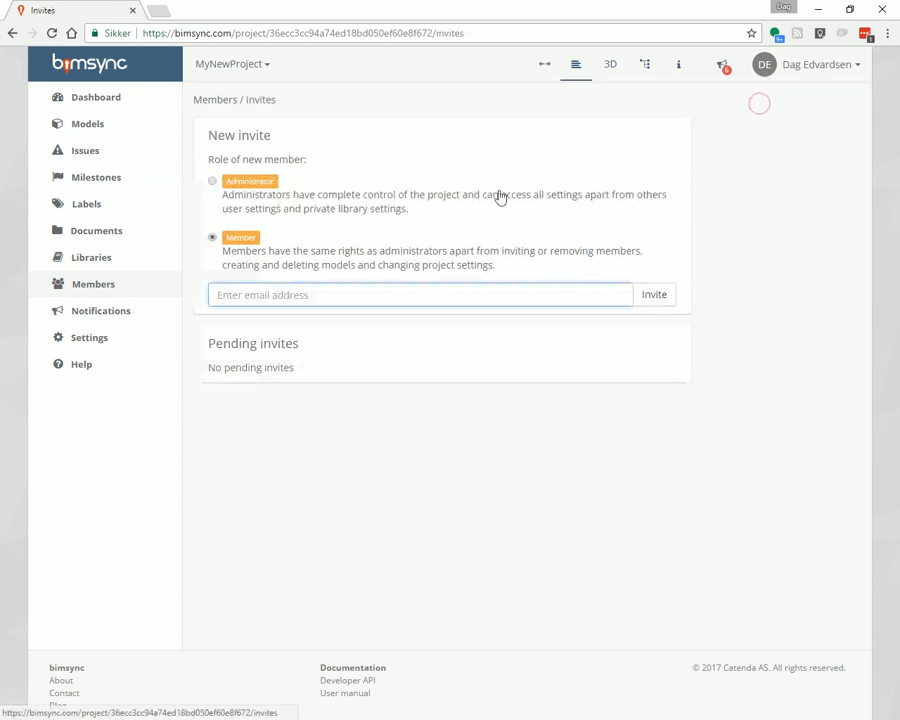 Invites
Dag
Sikker
https://bimsync.com/project/36ecc3cc94a74ed18bd050ef60e8f672/invites
9+
1
bimsync
MyNewProject
3D
6
DE
Dag Edvardsen
Dashboard
Models
Issues
Milestones
Labels
Documents
Libraries
Members
Notifications
Settings
Help
Members / Invites
New invite
Role of new member:
Administrator
Administrators have complete control of the project and can access all settings apart from others
user settings and private library settings.
Member
Members have the same rights as administrators apart from inviting or removing members,
creating and deleting models and changing project settings.
Enter email address
Invite
Pending invites
No pending invites
bimsync
About
Contact
Blog
Documentation
Developer API
User manual
© 2017 Catenda AS. All rights reserved.
https://bimsync.com/project/36ecc3cc94a74ed18bd050ef60e8f672/invites